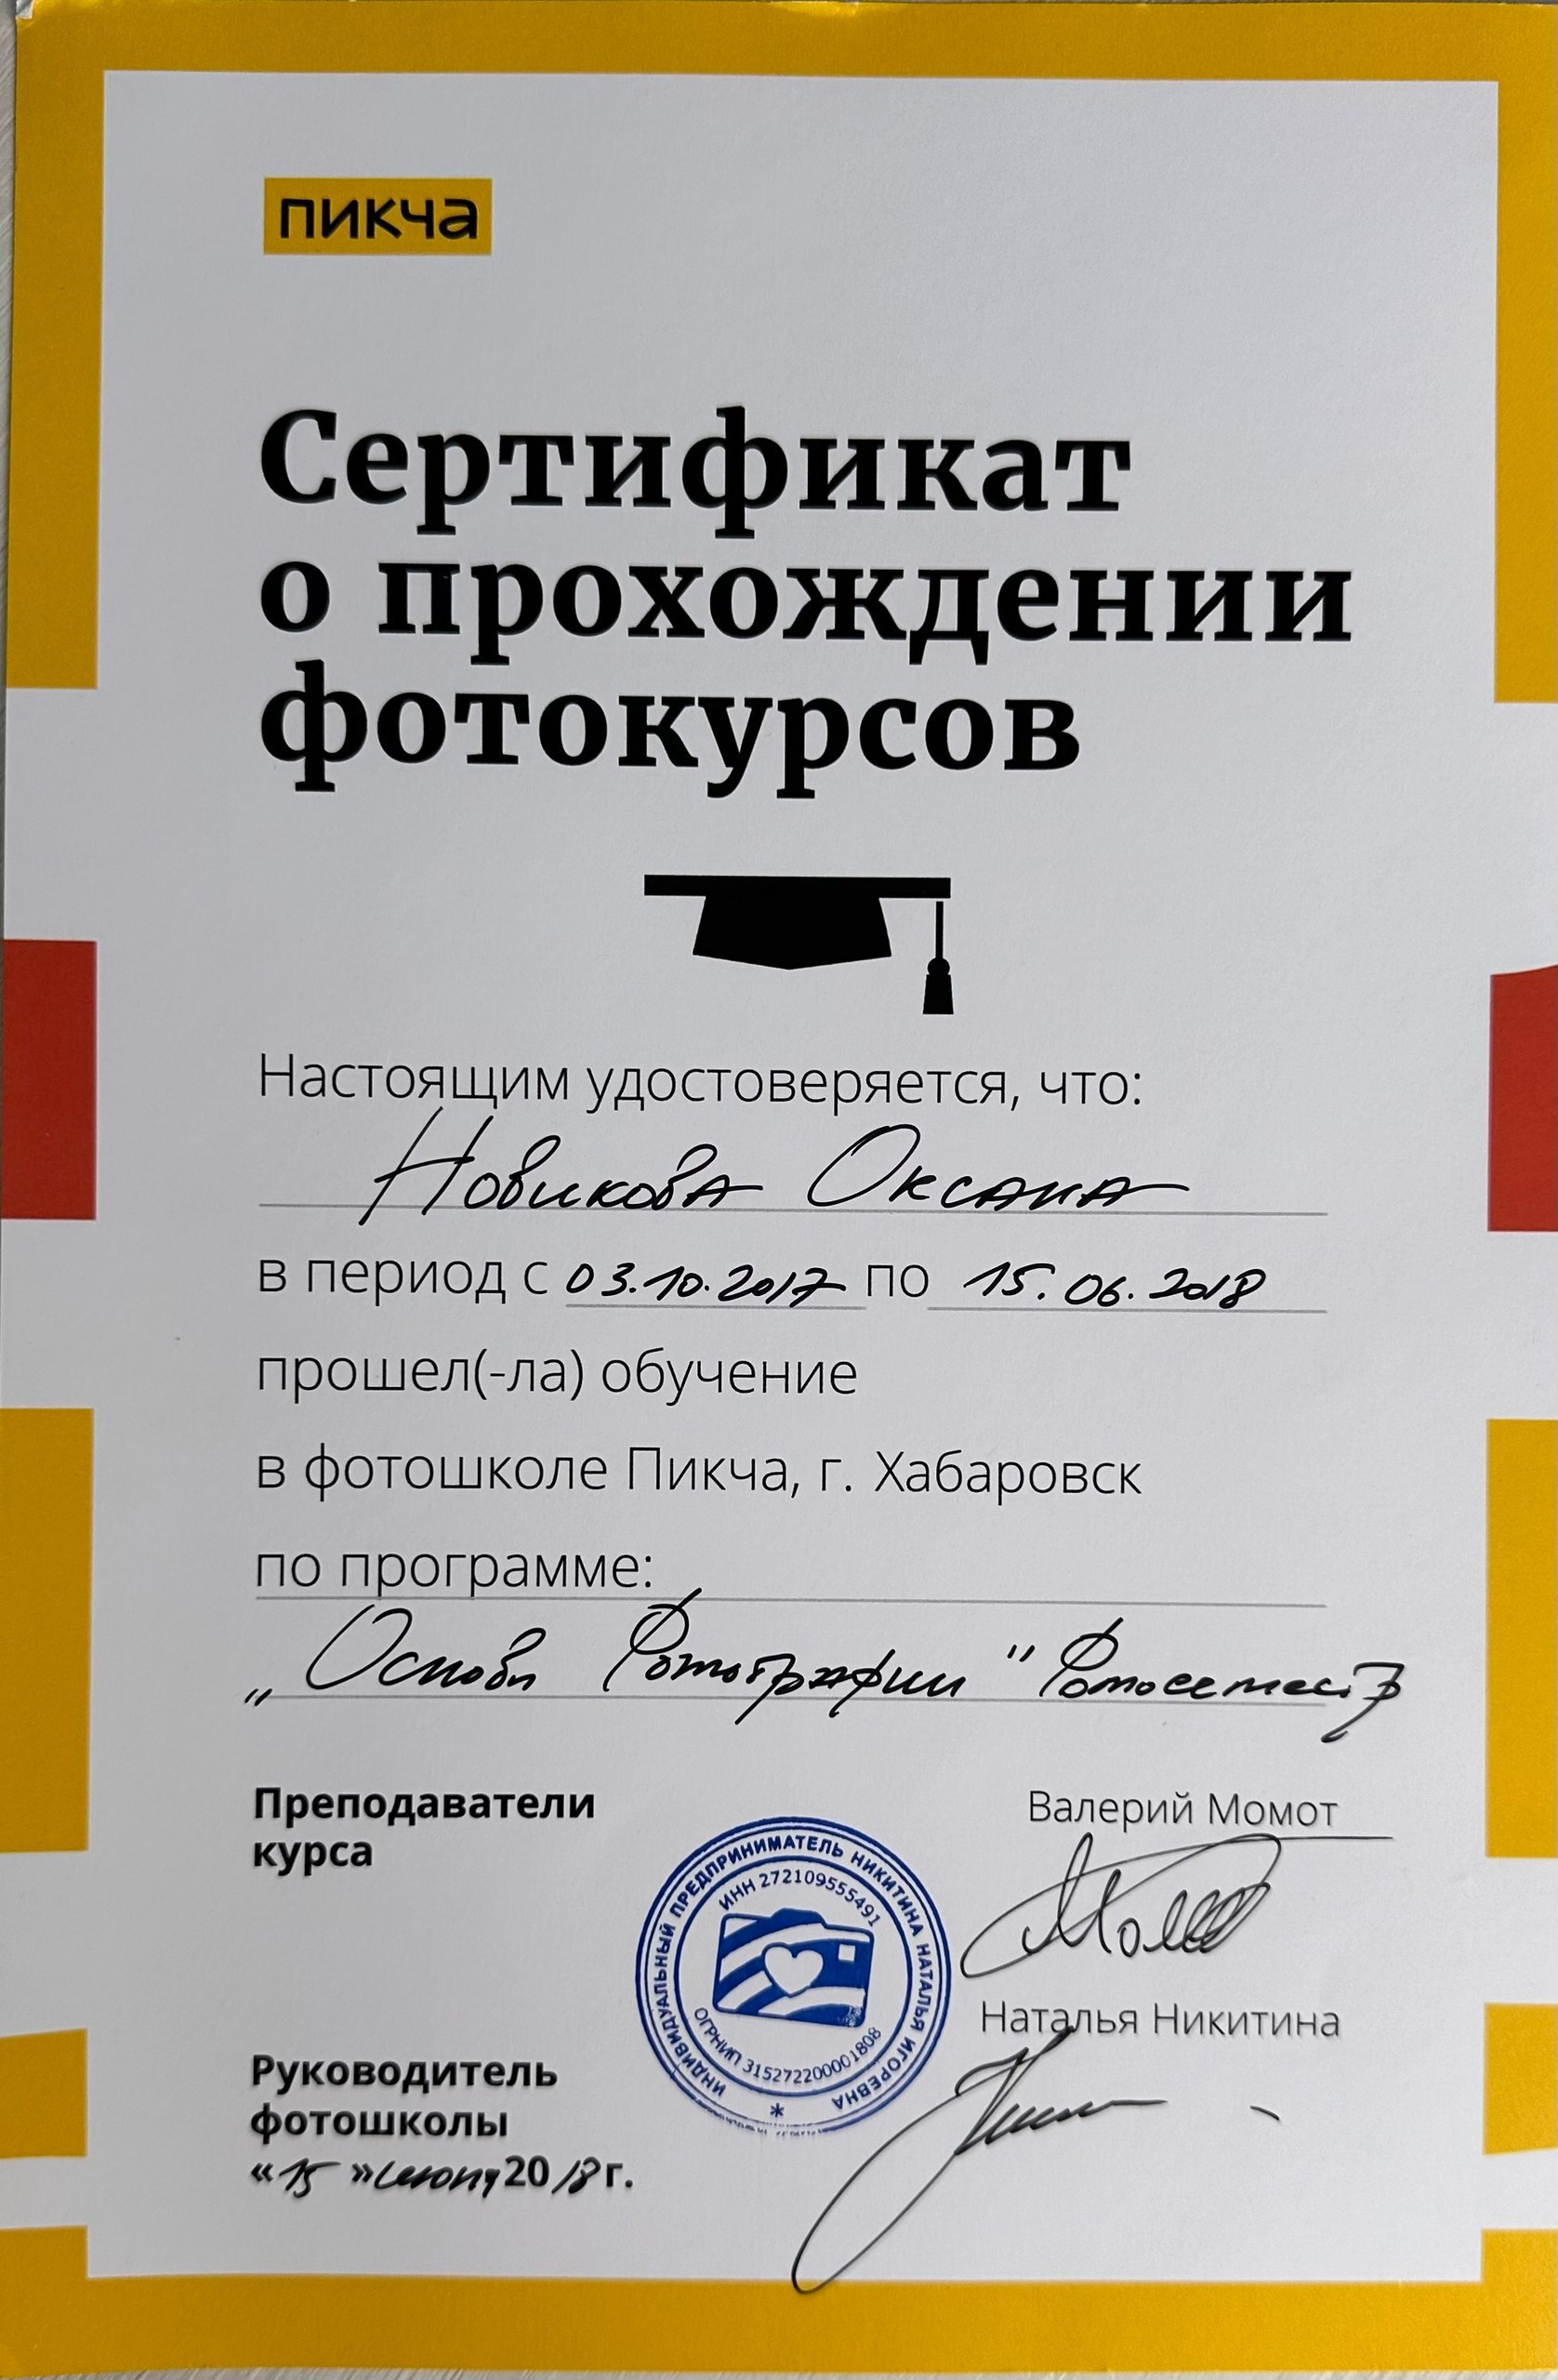 пикча
Сертификат
о прохождении
фотокурсов
Настоящим удостоверяется, что:
Новикова Оксана
в период с 03.10.2017 по 15.06.2018
прошел(-ла) обучение
в фотошколе Пикча, г. Хабаровск
по программе:
„Основы Фотографии" Фотосеместр
Преподаватели
курса
Валерий Момот
ИНДИВИДУАЛЬНЫЙ ПРЕДПРИНИМАТЕЛЬ НИКИТИНА НАТАЛЬЯ ИГОРЕВНА
ИНН 272109555491
ОГРНИП 315272200001808
Наталья Никитина
Руководитель
фотошколы
«15» июня 2018 г.